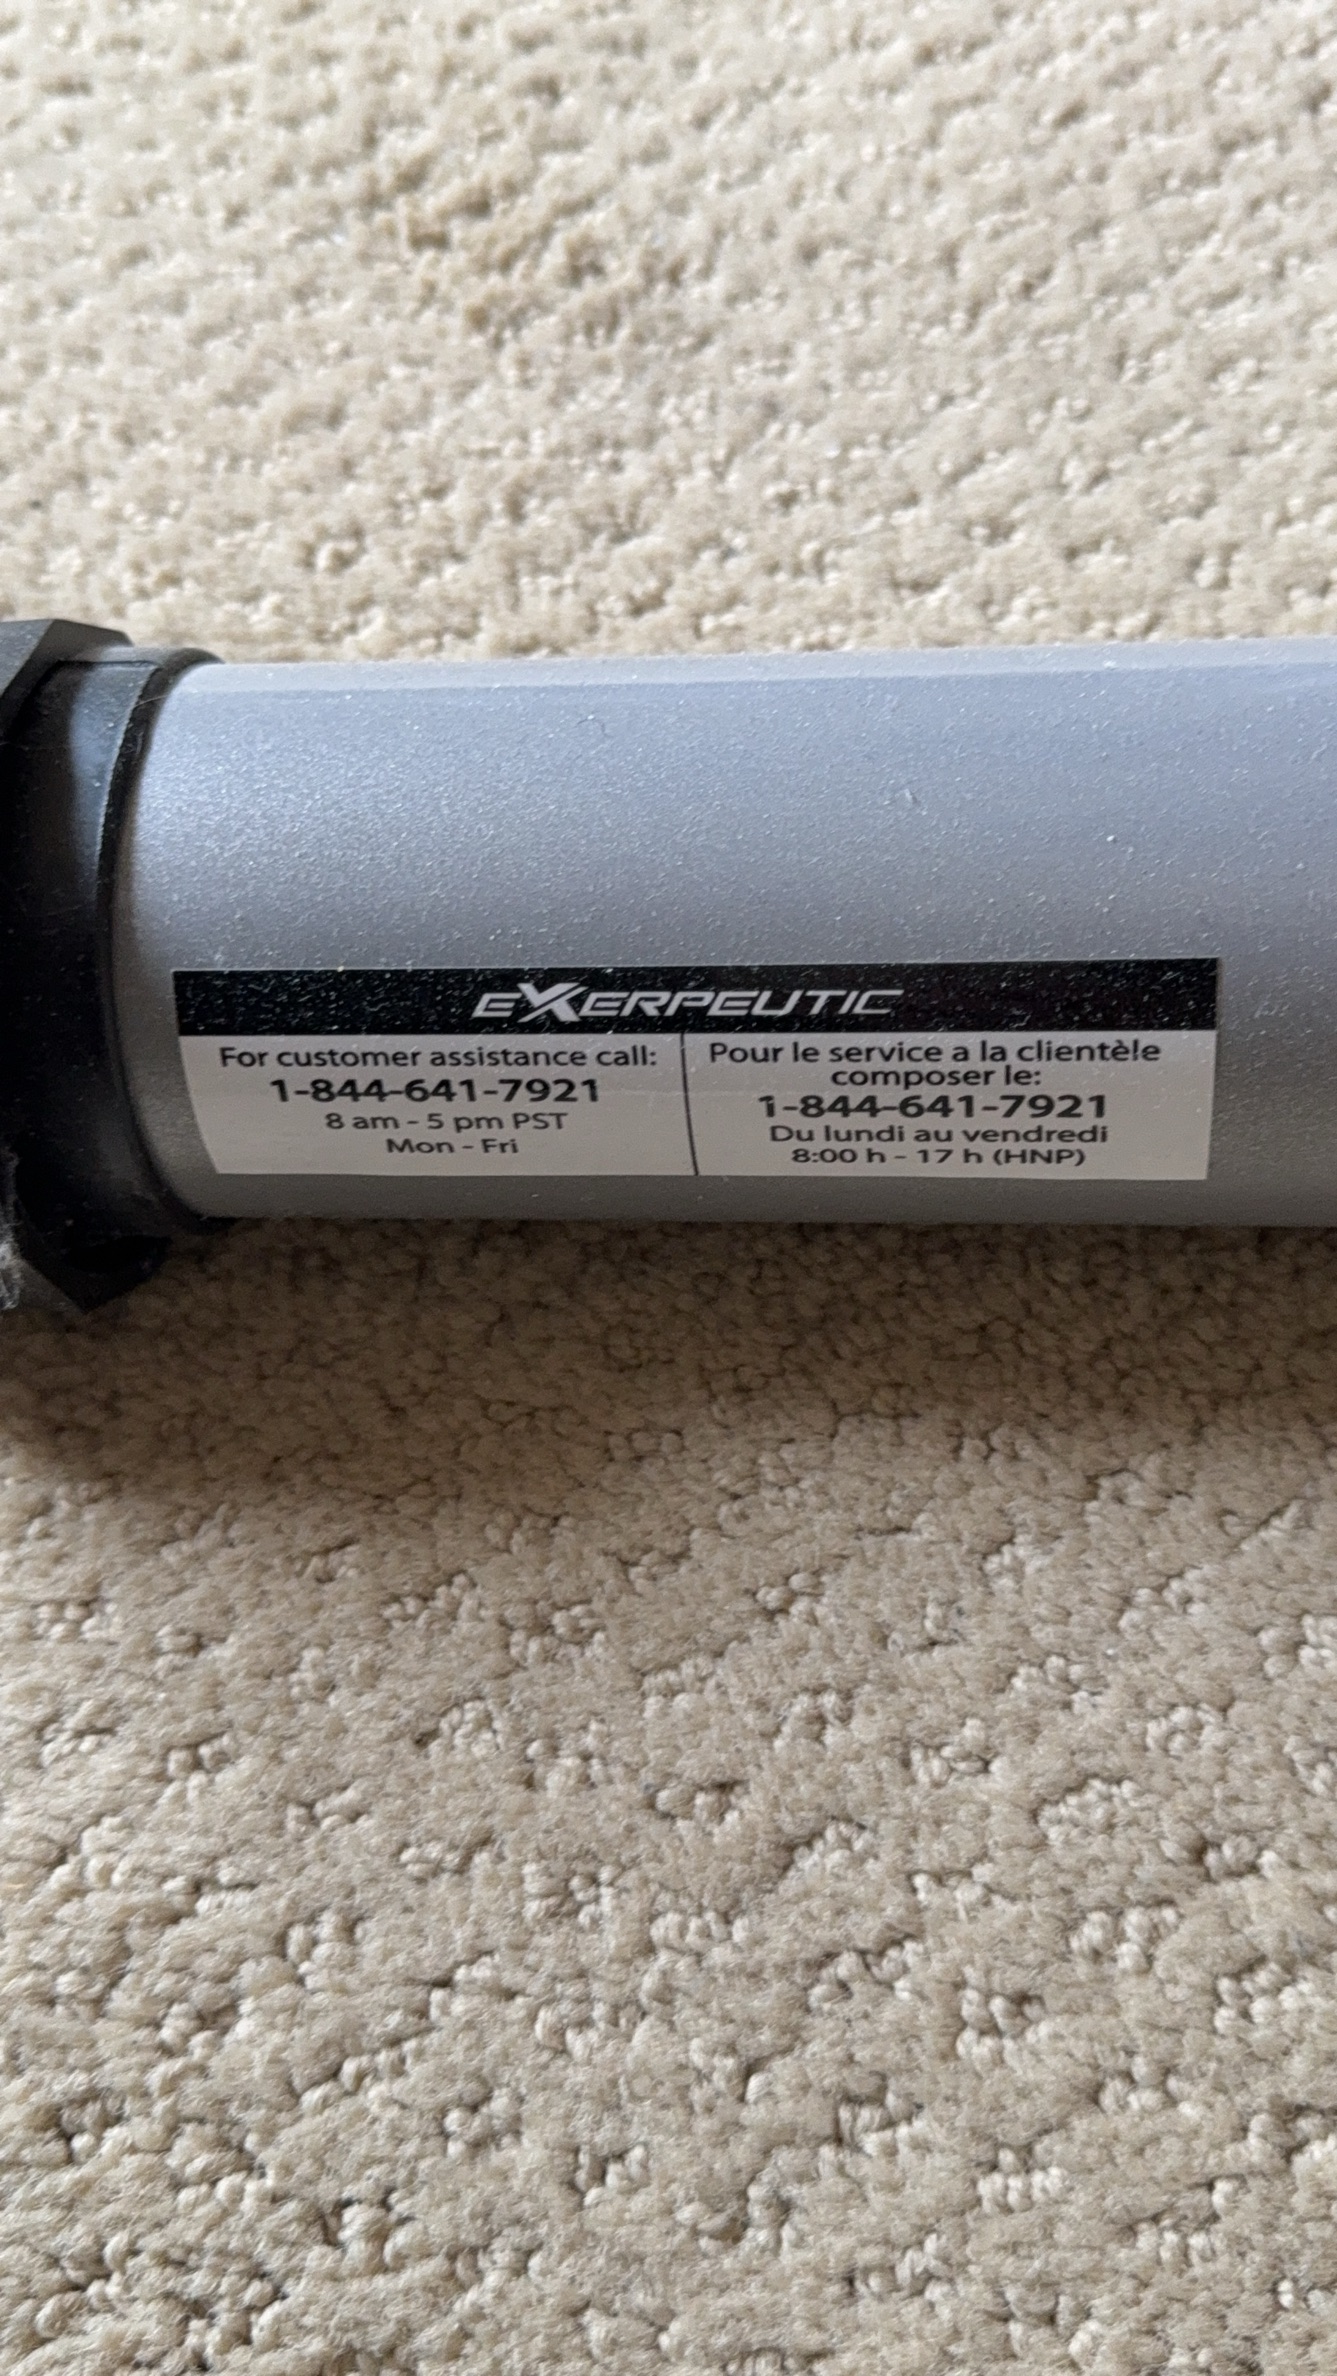 EXERPEUTIC
For customer assistance call:
1-844-641-7921
8 am - 5 pm PST
Mon - Fri
Pour le service a la clientèle
composer le:
1-844-641-7921
Du lundi au vendredi
8:00 h - 17 h (HNP)